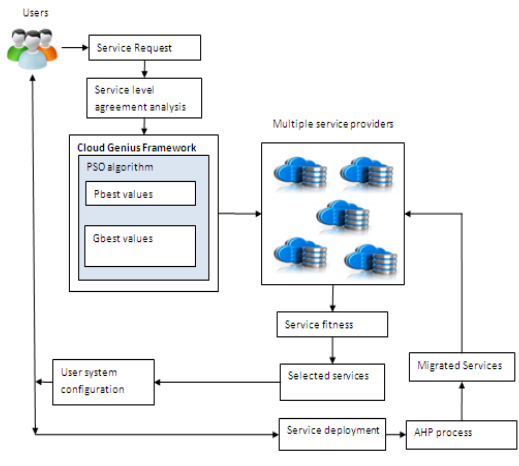 Users
Service Request
Service level
agreement analysis
Multiple service providers
Cloud Genius Framework
PSO algorithm
Pbest values
Gbest values
Service fitness
User system
configuration
Selected services
Migrated Services
Service deployment
AHP process